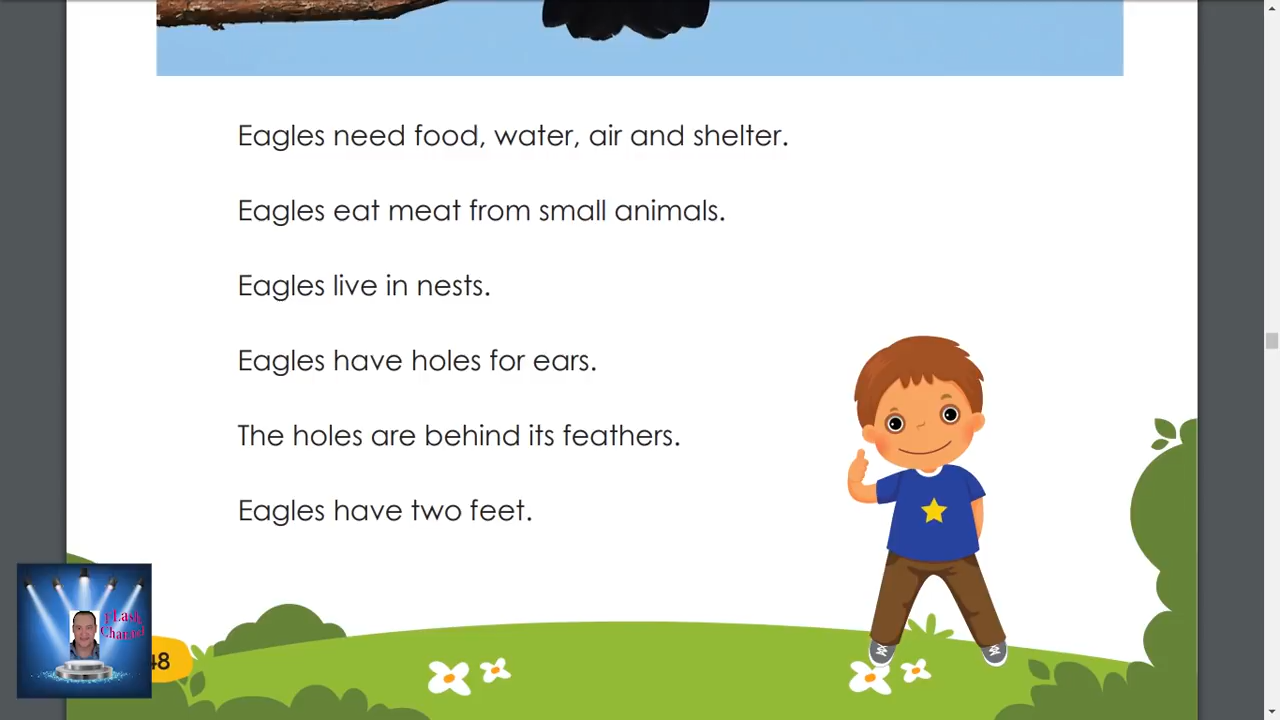 Eagles need food, water, air and shelter.
Eagles eat meat from small animals.
Eagles live in nests.
Eagles have holes for ears.
The holes are behind its feathers.
Eagles have two feet.
48